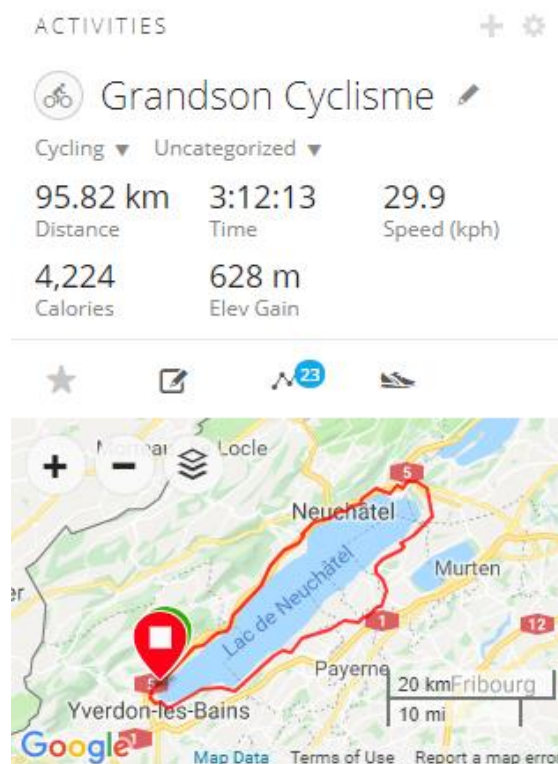 ACTIVITIES
Grandson Cyclisme
Cycling Uncategorized
95.82 km 3:12:13 29.9
Distance Time Speed (kph)
4,224 628 m
Calories Elev Gain
23
Locle
5
Neuchâtel
Lac de Neuchâtel
Murten
1
12
Payerne
20 km Fribourg
10 mi
5
Yverdon-les-Bains
Google
Map Data Terms of Use Report a map erro